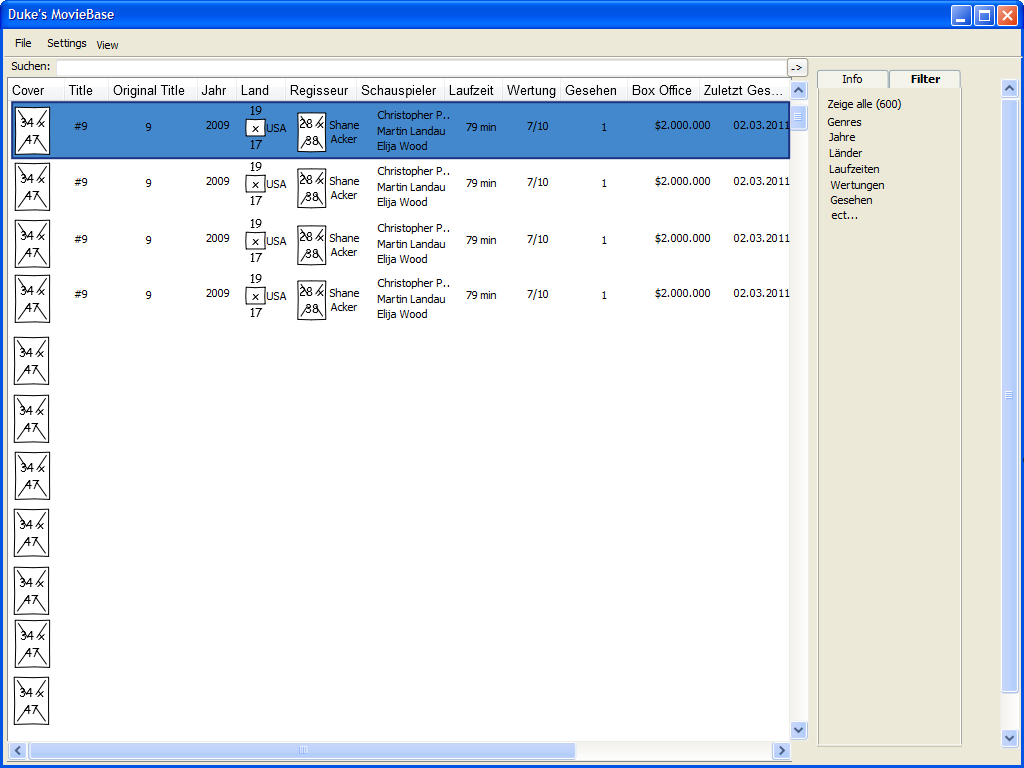 Duke's MovieBase
File Settings View
Suchen: ->
Cover Title Original Title Jahr Land Regisseur Schauspieler Laufzeit Wertung Gesehen Box Office Zuletzt Ges...
Info Filter
34 x 47 #9 9 2009 19 x 17 USA 28 x 38 Shane Acker Christopher P.. Martin Landau Elija Wood 79 min 7/10 1 $2.000.000 02.03.2011
34 x 47 #9 9 2009 19 x 17 USA 28 x 38 Shane Acker Christopher P.. Martin Landau Elija Wood 79 min 7/10 1 $2.000.000 02.03.2011
34 x 47 #9 9 2009 19 x 17 USA 28 x 38 Shane Acker Christopher P.. Martin Landau Elija Wood 79 min 7/10 1 $2.000.000 02.03.2011
34 x 47 #9 9 2009 19 x 17 USA 28 x 38 Shane Acker Christopher P.. Martin Landau Elija Wood 79 min 7/10 1 $2.000.000 02.03.2011
34 x 47
34 x 47
34 x 47
34 x 47
34 x 47
34 x 47
34 x 47
Zeige alle (600)
Genres
Jahre
Länder
Laufzeiten
Wertungen
Gesehen
ect...